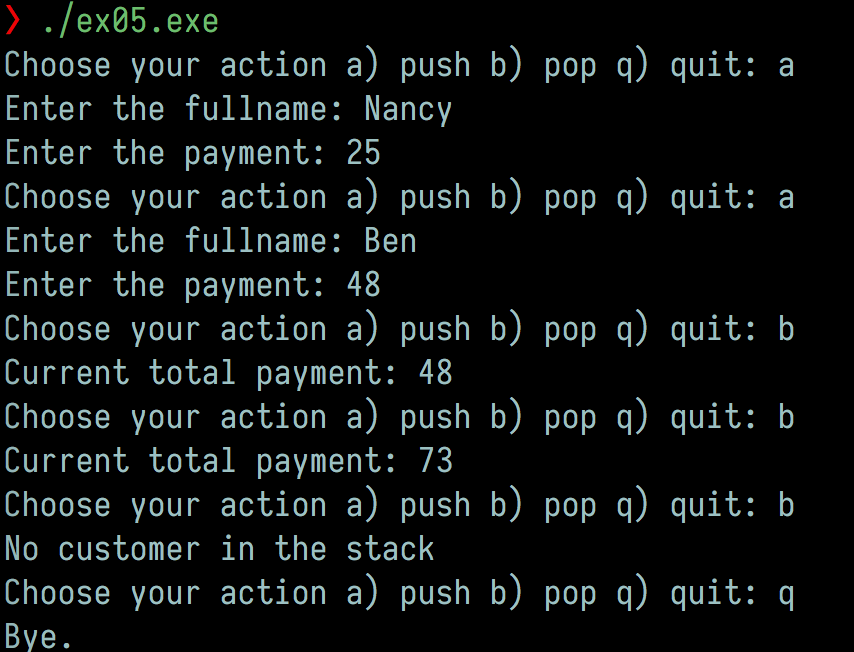 ❯ ./ex05.exe
Choose your action a) push b) pop q) quit: a
Enter the fullname: Nancy
Enter the payment: 25
Choose your action a) push b) pop q) quit: a
Enter the fullname: Ben
Enter the payment: 48
Choose your action a) push b) pop q) quit: b
Current total payment: 48
Choose your action a) push b) pop q) quit: b
Current total payment: 73
Choose your action a) push b) pop q) quit: b
No customer in the stack
Choose your action a) push b) pop q) quit: q
Bye.